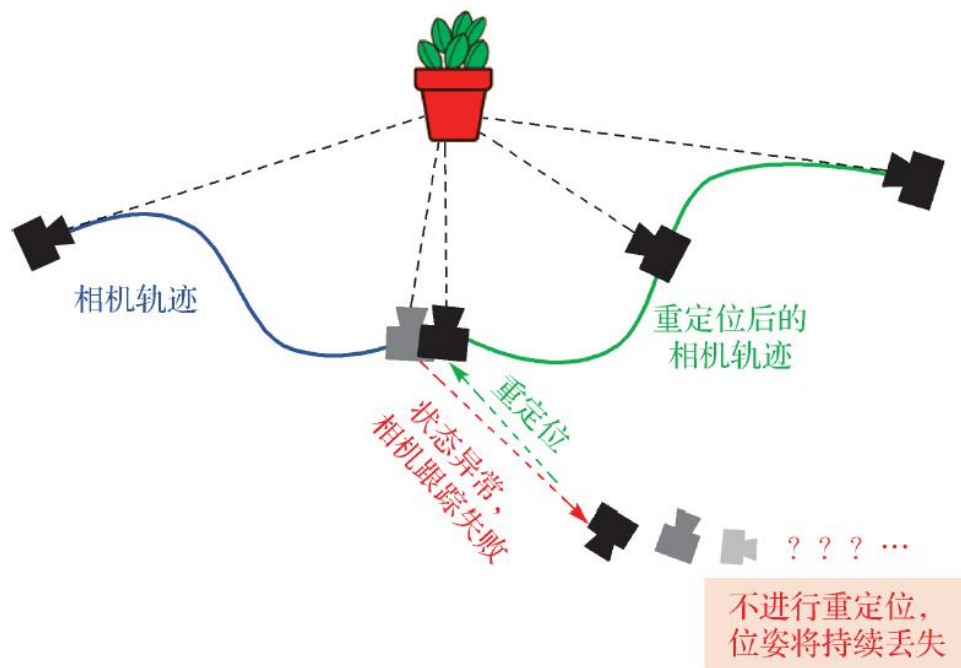 相机轨迹
重定位后的
相机轨迹
重定位
状态异常，
相机跟踪失败
？？？…
不进行重定位，
位姿将持续丢失